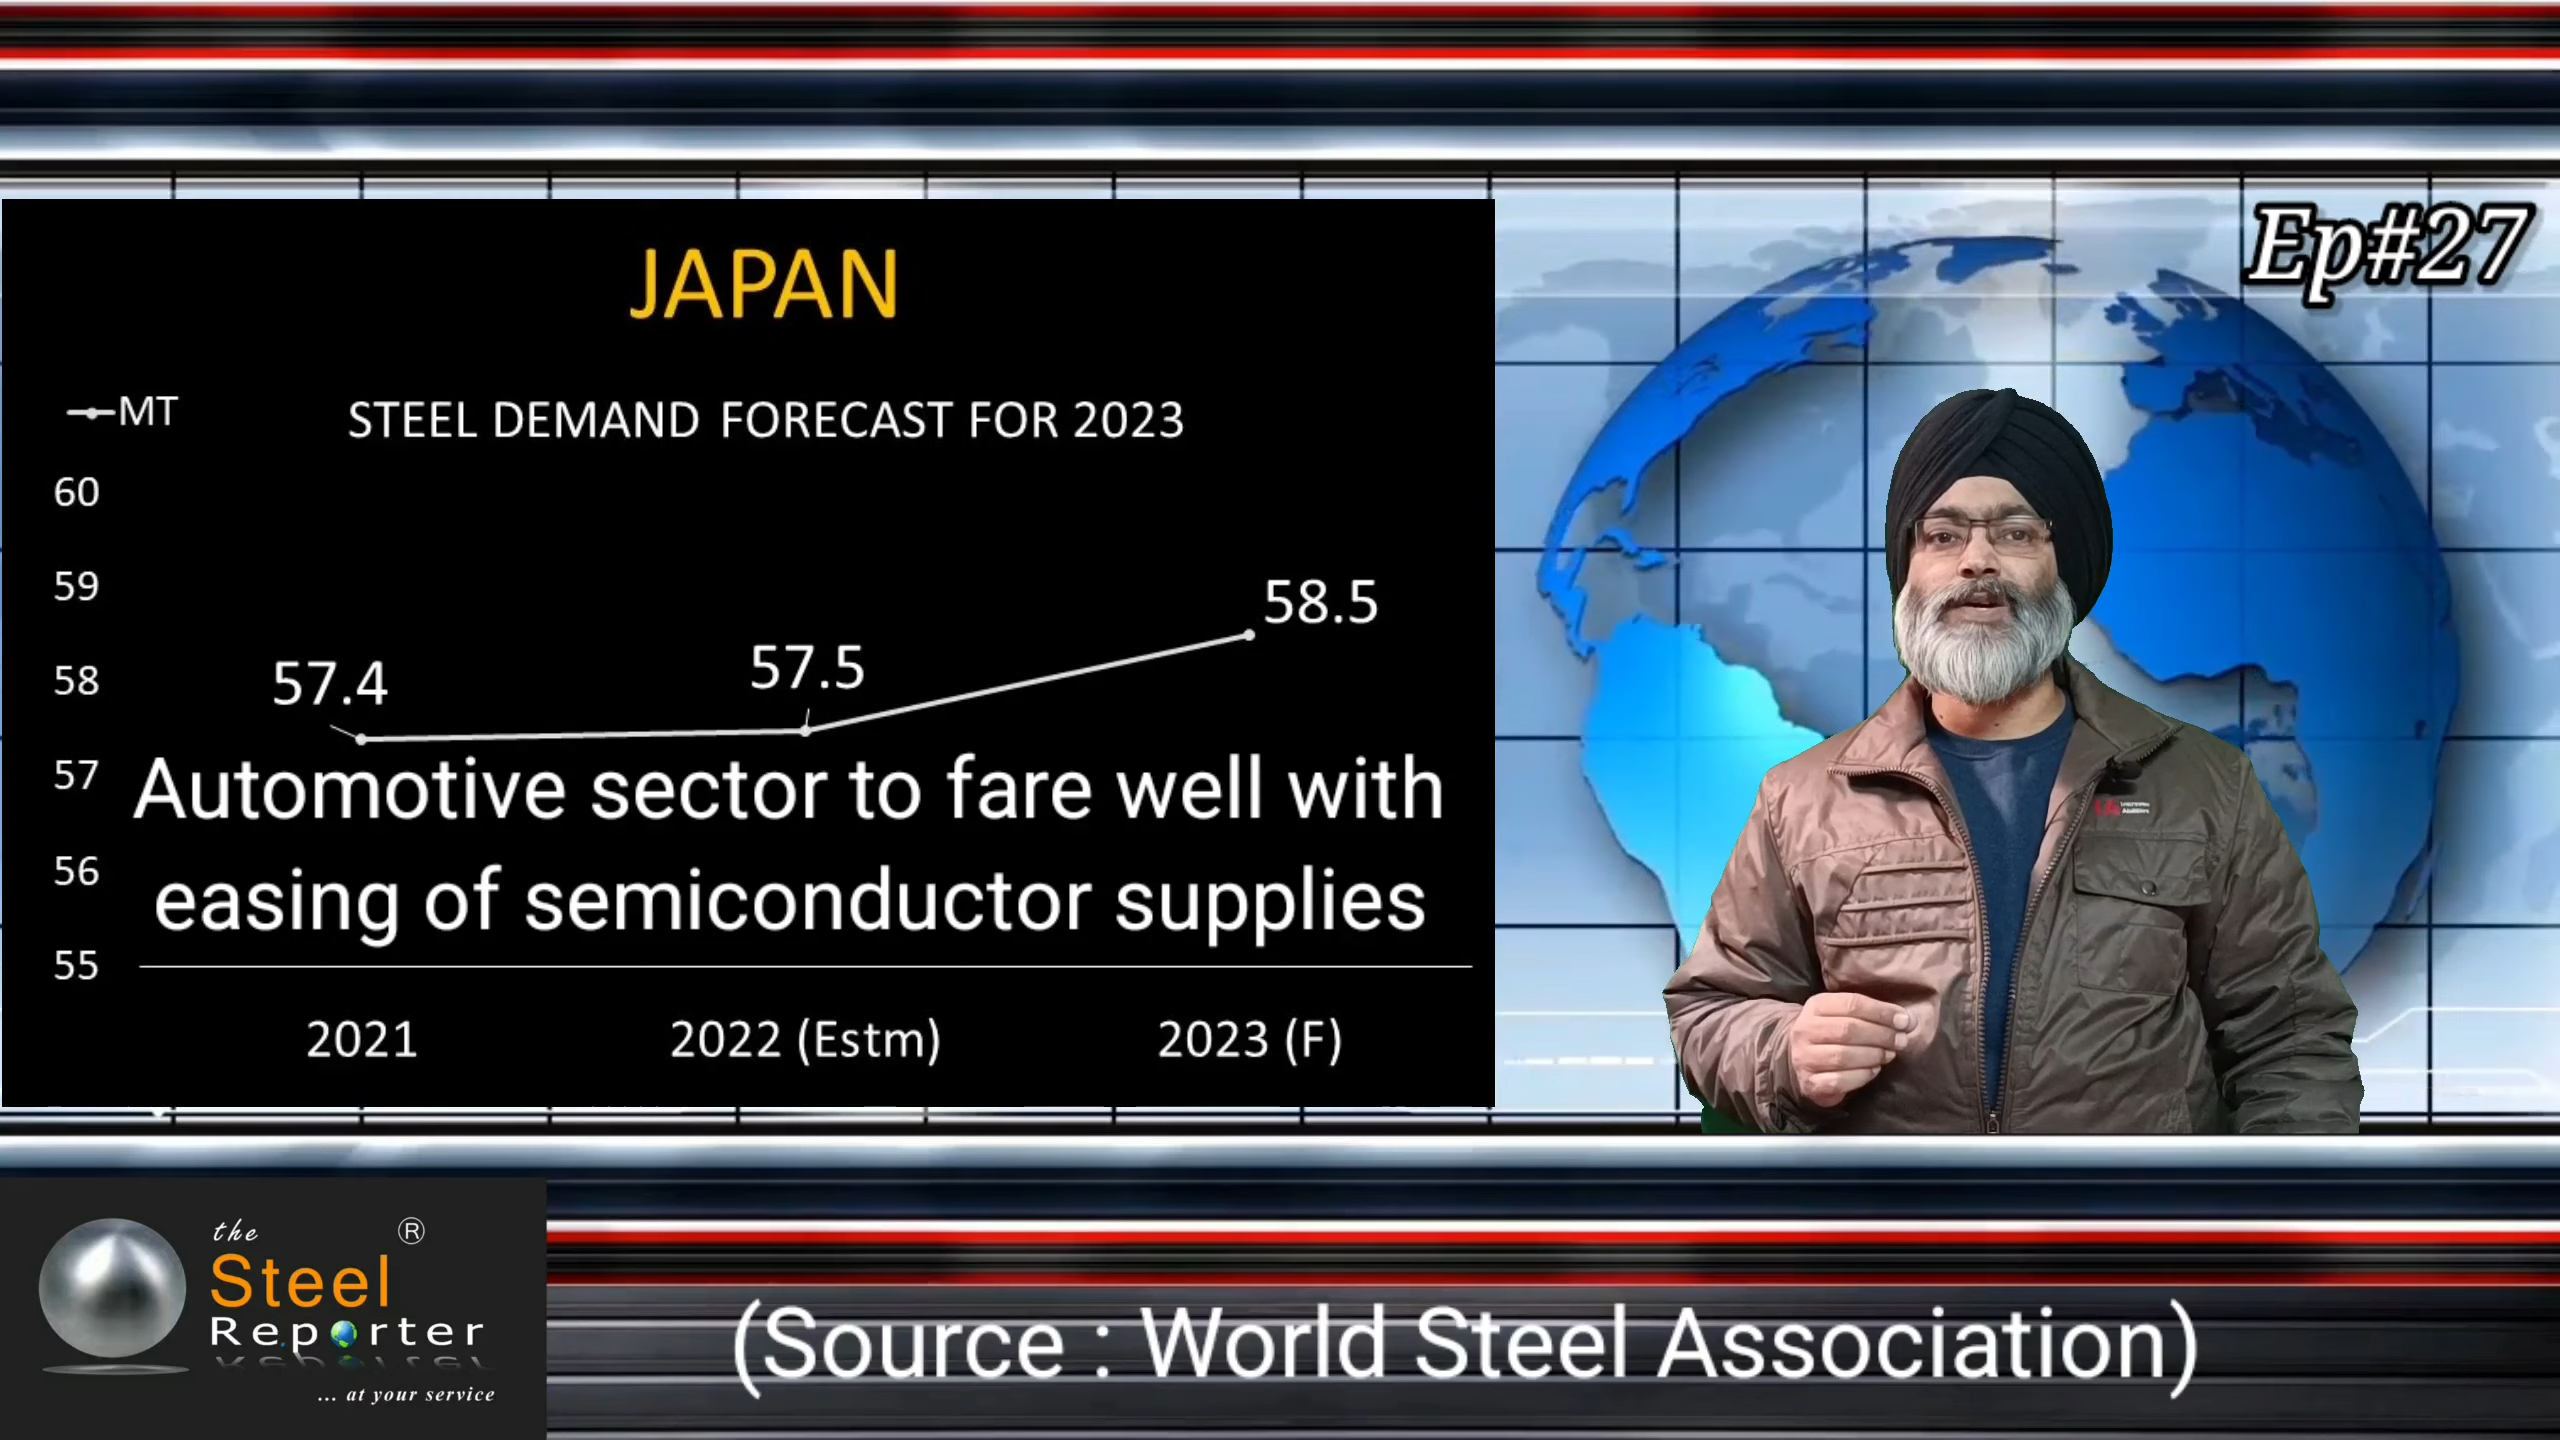 Ep#27
JAPAN
MT
STEEL DEMAND FORECAST FOR 2023
60
59
58
57
56
55
57.4
57.5
58.5
Automotive sector to fare well with
easing of semiconductor supplies
2021
2022 (Estm)
2023 (F)
the ®
Steel
Reporter
... at your service
(Source : World Steel Association)